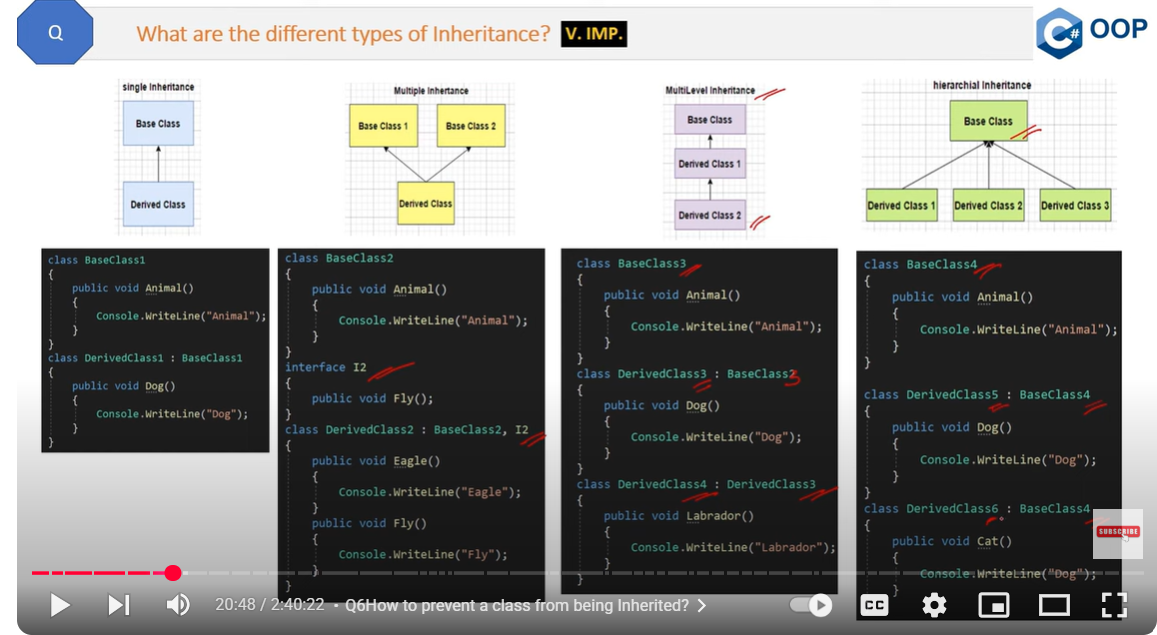 Q
What are the different types of Inheritance? V. IMP.
C# OOP
single Inheritance
Base Class
Derived Class
Multiple Inhertance
Base Class 1
Base Class 2
Derived Class
MultiLevel Inheritance
Base Class
Derived Class 1
Derived Class 2
hierarchial Inheritance
Base Class
Derived Class 1
Derived Class 2
Derived Class 3
class BaseClass1
{
public void Animal()
{
Console.WriteLine("Animal");
}
}
class DerivedClass1 : BaseClass1
{
public void Dog()
{
Console.WriteLine("Dog");
}
}
class BaseClass2
{
public void Animal()
{
Console.WriteLine("Animal");
}
}
interface I2
{
public void Fly();
}
class DerivedClass2 : BaseClass2, I2
{
public void Eagle()
{
Console.WriteLine("Eagle");
}
public void Fly()
{
Console.WriteLine("Fly");
}
}
class BaseClass3
{
public void Animal()
{
Console.WriteLine("Animal");
}
}
class DerivedClass3 : BaseClass2
3
{
public void Dog()
{
Console.WriteLine("Dog");
}
}
class DerivedClass4 : DerivedClass3
{
public void Labrador()
{
Console.WriteLine("Labrador");
}
}
class BaseClass4
{
public void Animal()
{
Console.WriteLine("Animal");
}
}
class DerivedClass5 : BaseClass4
{
public void Dog()
{
Console.WriteLine("Dog");
}
}
class DerivedClass6 : BaseClass4
{
public void Cat()
{
Console.WriteLine("Dog");
}
}
SUBSCRIBE
20:48 / 2:40:22 • Q6How to prevent a class from being Inherited?
CC